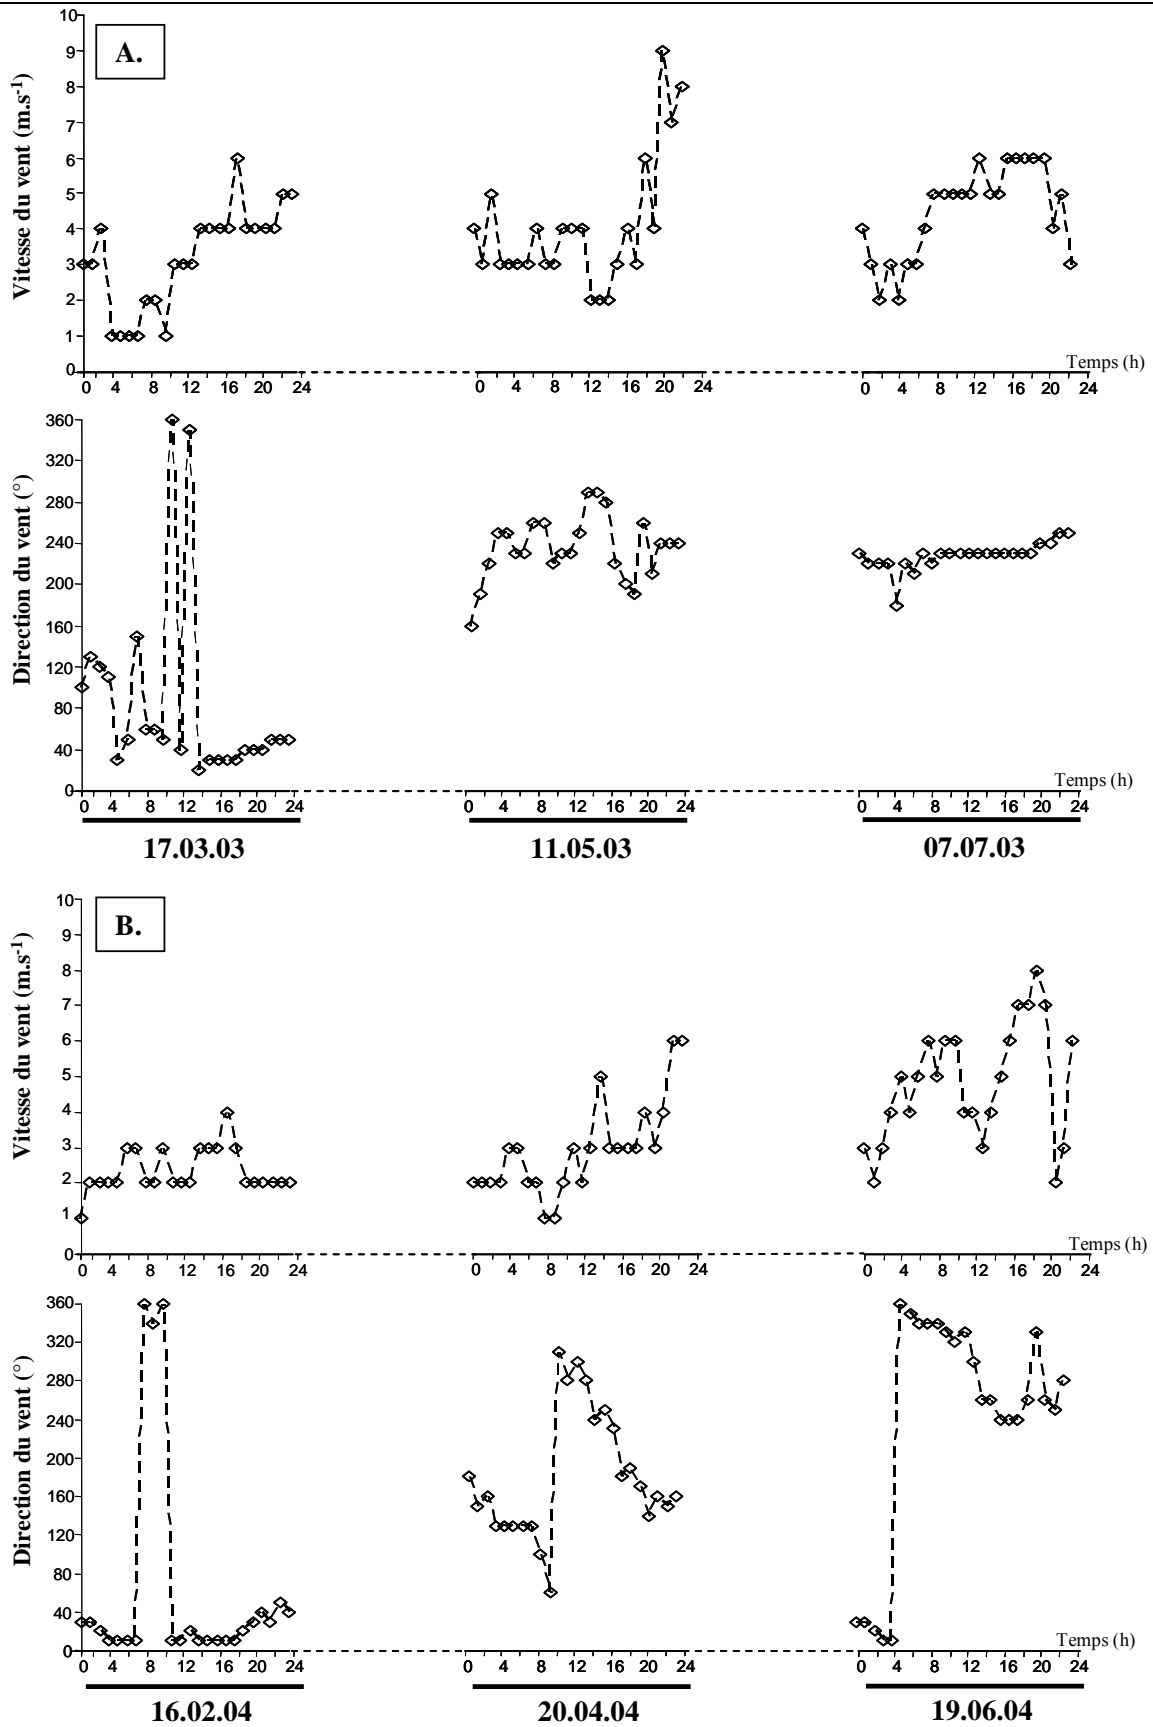 A.
Vitesse du vent (m.s-1)
10
9
8
7
6
5
4
3
2
1
0
0 4 8 12 16 20 24
0 4 8 12 16 20 24
0 4 8 12 16 20 24
Temps (h)
Direction du vent (°)
360
320
280
240
200
160
120
80
40
0
0 4 8 12 16 20 24
0 4 8 12 16 20 24
0 4 8 12 16 20 24
Temps (h)
17.03.03
11.05.03
07.07.03
B.
Vitesse du vent (m.s-1)
10
9
8
7
6
5
4
3
2
1
0
0 4 8 12 16 20 24
0 4 8 12 16 20 24
0 4 8 12 16 20 24
Temps (h)
Direction du vent (°)
360
320
280
240
200
160
120
80
40
0
0 4 8 12 16 20 24
0 4 8 12 16 20 24
0 4 8 12 16 20 24
Temps (h)
16.02.04
20.04.04
19.06.04